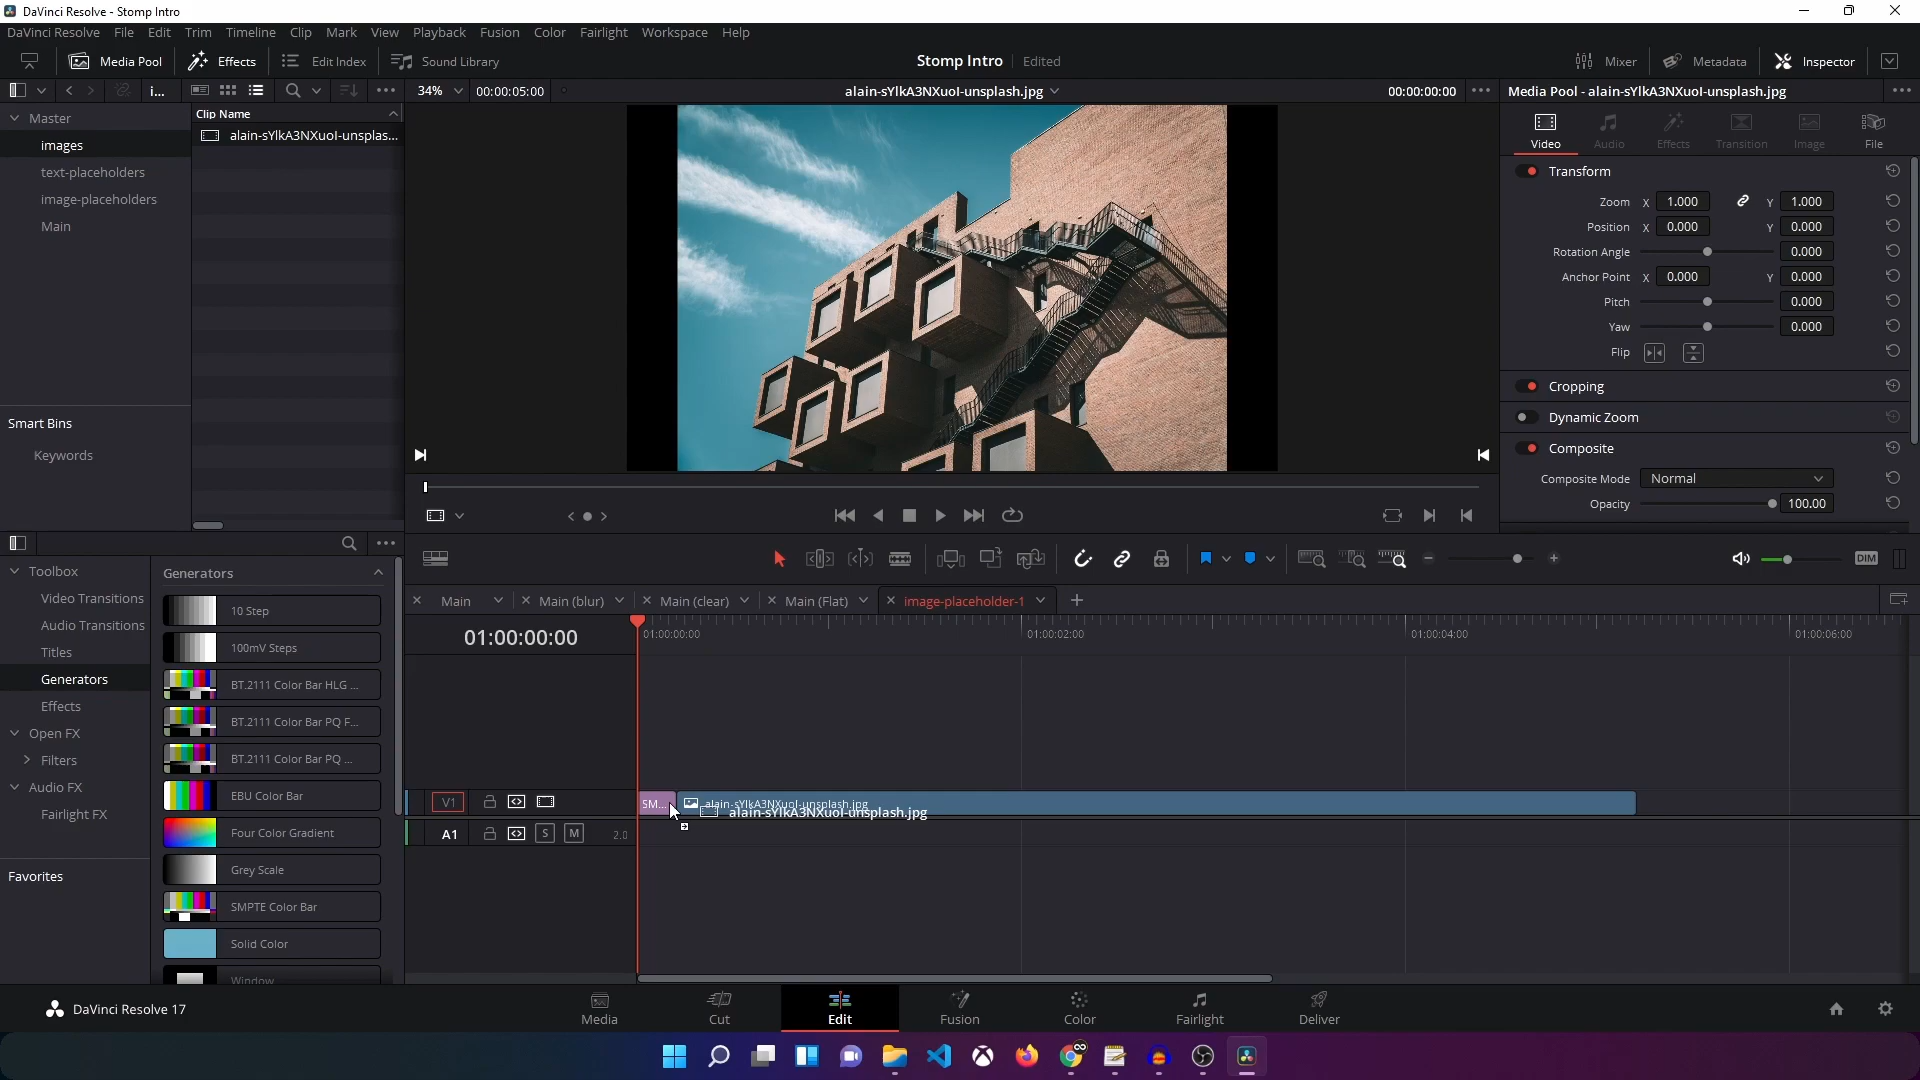 DaVinci Resolve - Stomp Intro
DaVinci Resolve File Edit Trim Timeline Clip Mark View Playback Fusion Color Fairlight Workspace Help
Media Pool Effects Edit Index Sound Library Stomp Intro Edited Mixer Metadata Inspector
i... 34% 00:00:05:00 alain-sYlkA3NXuoI-unsplash.jpg 00:00:00:00 Media Pool - alain-sYlkA3NXuoI-unsplash.jpg
Master
images
text-placeholders
image-placeholders
Main
Smart Bins
Keywords
Clip Name
alain-sYlkA3NXuoI-unsplas...
Video Audio Effects Transition Image File
Transform
Zoom X 1.000 Y 1.000
Position X 0.000 Y 0.000
Rotation Angle 0.000
Anchor Point X 0.000 Y 0.000
Pitch 0.000
Yaw 0.000
Flip
Cropping
Dynamic Zoom
Composite
Composite Mode Normal
Opacity 100.00
DIM
Toolbox
Video Transitions
Audio Transitions
Titles
Generators
Effects
Open FX
Filters
Audio FX
Fairlight FX
Favorites
Generators
10 Step
100mV Steps
BT.2111 Color Bar HLG ...
BT.2111 Color Bar PQ F...
BT.2111 Color Bar PQ ...
EBU Color Bar
Four Color Gradient
Grey Scale
SMPTE Color Bar
Solid Color
Window
Main Main (blur) Main (clear) Main (Flat) image-placeholder-1
01:00:00:00 01:00:00:00 01:00:02:00 01:00:04:00 01:00:06:00
V1 SM... alain-sYlkA3NXuoI-unsplash.jpg
alain-sYlkA3NXuoI-unsplash.jpg
A1 S M 2.0
DaVinci Resolve 17 Media Cut Edit Fusion Color Fairlight Deliver